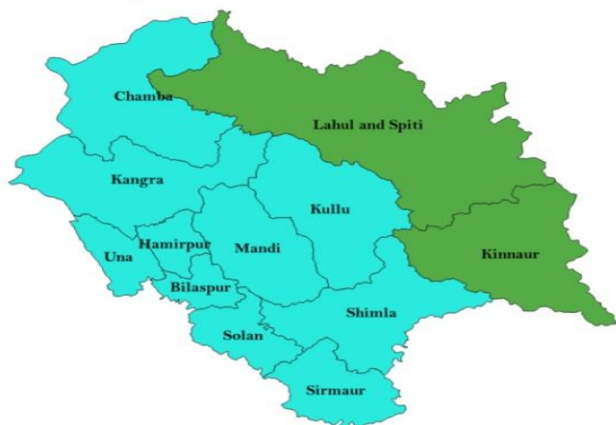 Chamba
Lahul and Spiti
Kangra
Kullu
Hamirpur
Mandi
Una
Kinnaur
Bilaspur
Shimla
Solan
Sirmaur